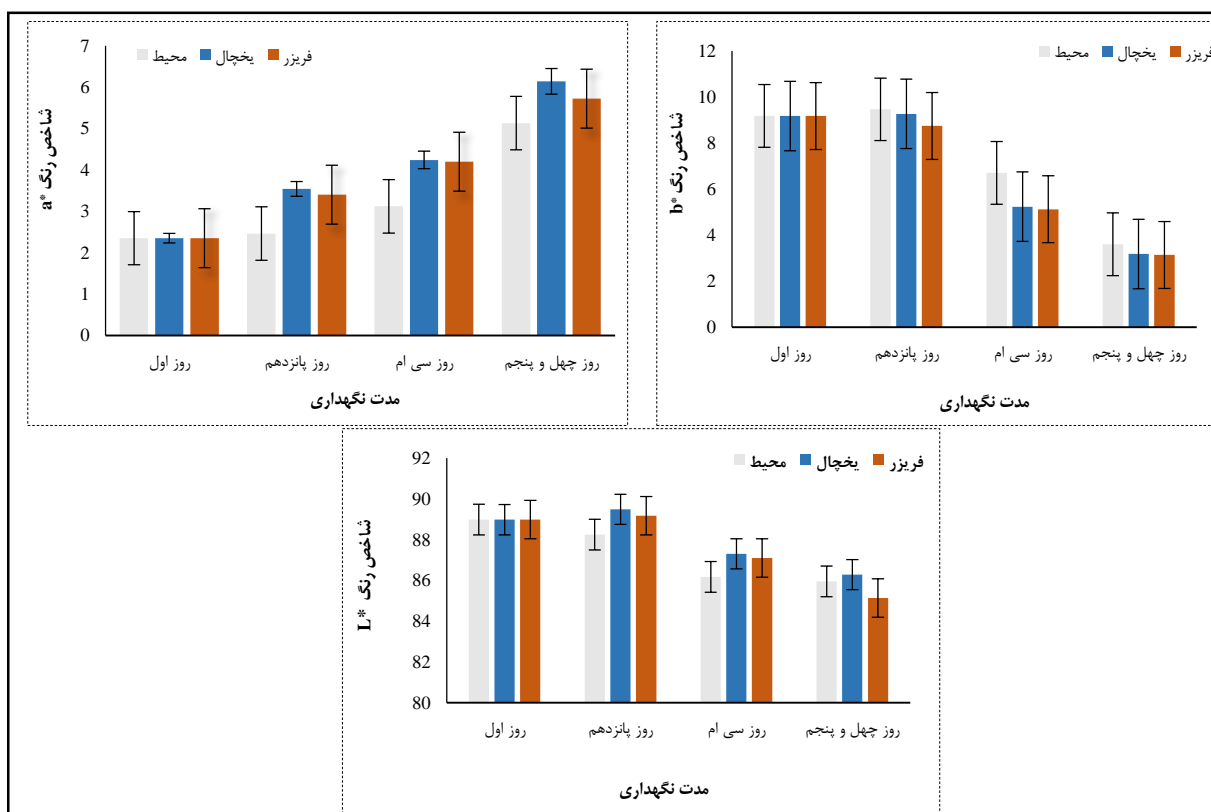 محیط یخچال فریزر
شاخص رنگ a*
7
6
5
4
3
2
1
0
روز اول روز پانزدهم روز سی ام روز چهل و پنجم
مدت نگهداری
محیط یخچال فریزر
شاخص رنگ b*
12
10
8
6
4
2
0
روز اول روز پانزدهم روز سی ام روز چهل و پنجم
مدت نگهداری
محیط یخچال فریزر
شاخص رنگ L*
92
90
88
86
84
82
80
روز اول روز پانزدهم روز سی ام روز چهل و پنجم
مدت نگهداری